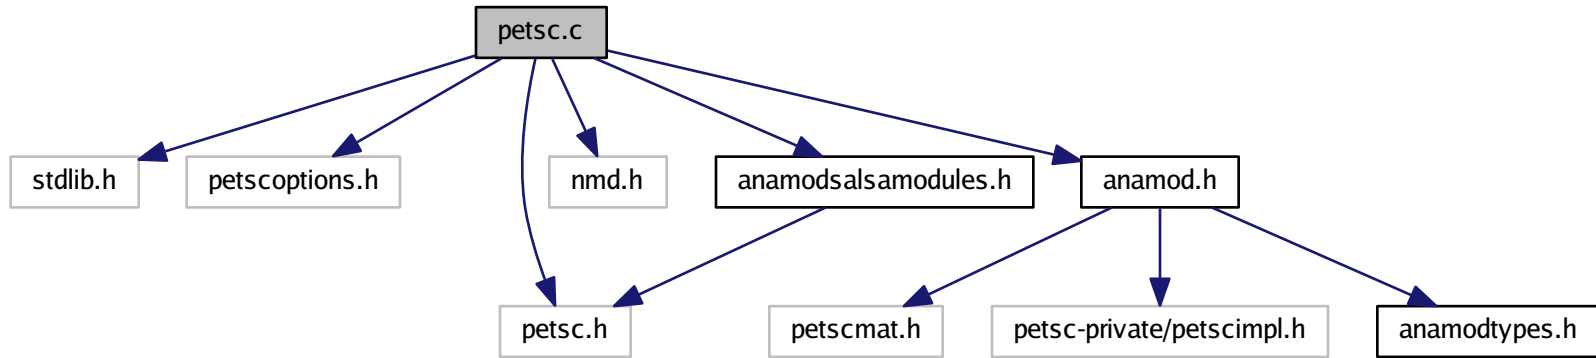 petsc.c
stdlib.h
petscoptions.h
nmd.h
anamodsalsamodules.h
anamod.h
petsc.h
petscmat.h
petsc-private/petscimpl.h
anamodtypes.h